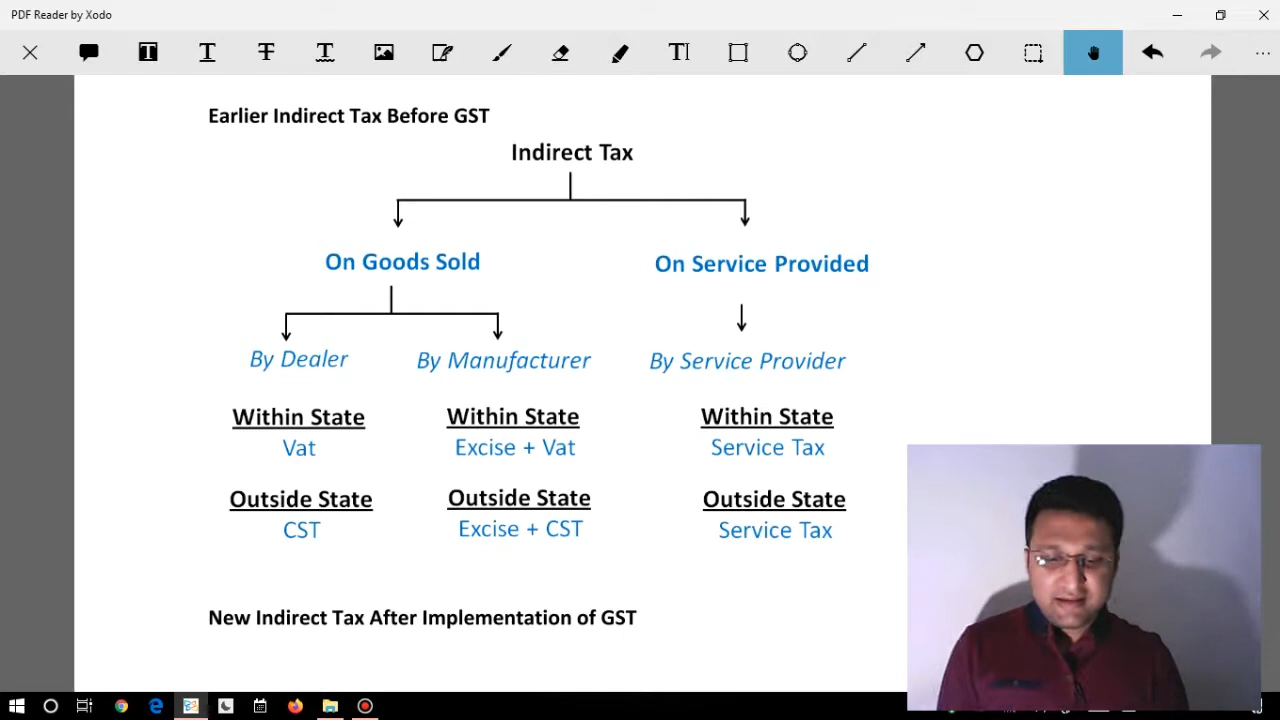 PDF Reader by Xodo
Earlier Indirect Tax Before GST
Indirect Tax
On Goods Sold
On Service Provided
By Dealer
By Manufacturer
By Service Provider
Within State
Within State
Within State
Vat
Excise + Vat
Service Tax
Outside State
Outside State
Outside State
CST
Excise + CST
Service Tax
New Indirect Tax After Implementation of GST